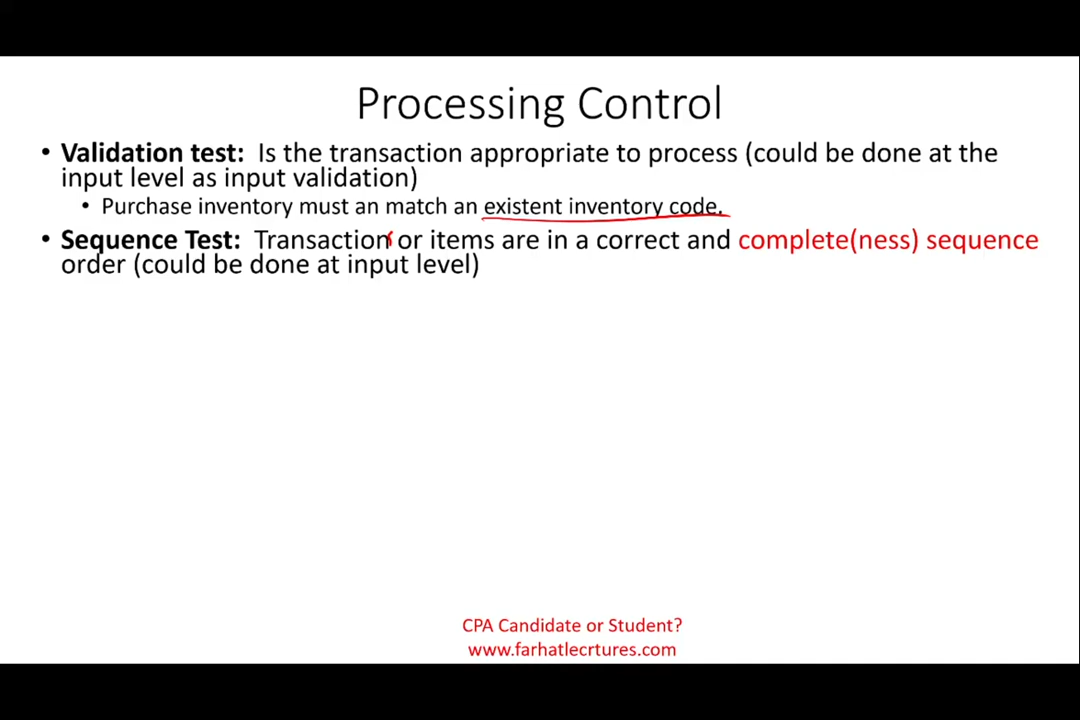 Processing Control
• Validation test: Is the transaction appropriate to process (could be done at the
input level as input validation)
• Purchase inventory must an match an existent inventory code.
• Sequence Test: Transaction or items are in a correct and complete(ness) sequence
order (could be done at input level)
CPA Candidate or Student?
www.farhatlecrtures.com